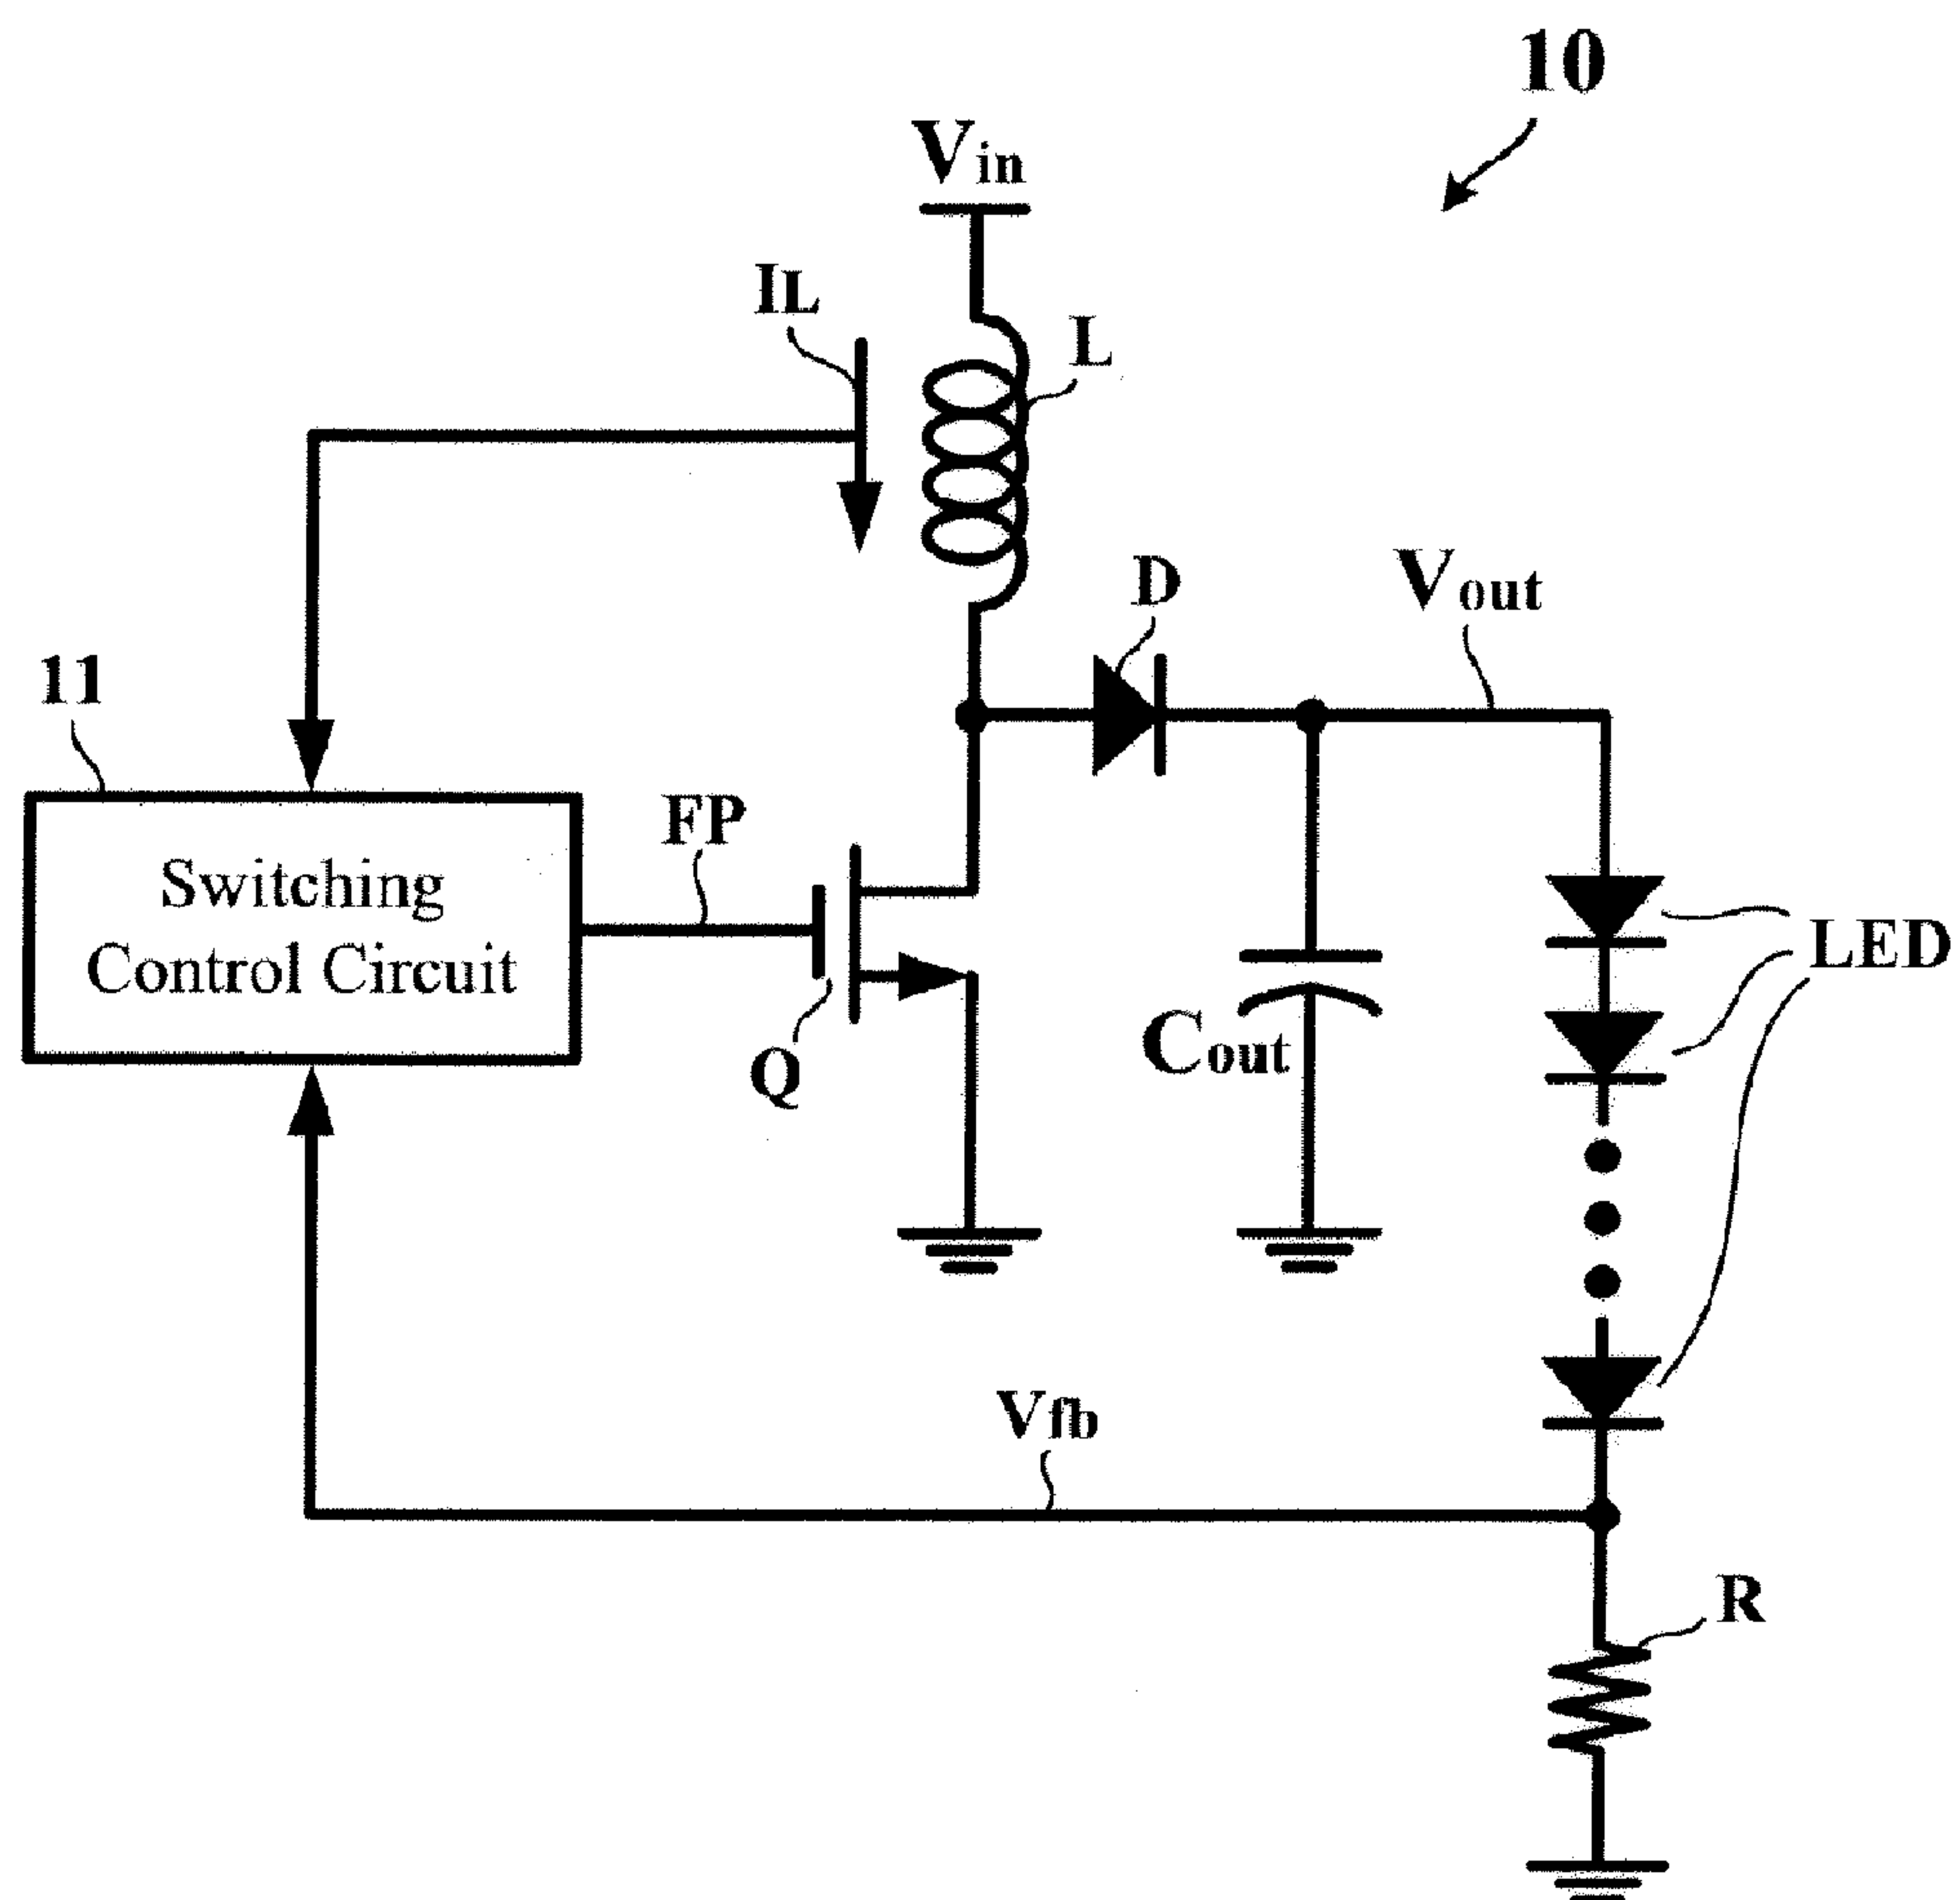 10
Vin
IL
L
D
Vout
11
FP
Switching
Control Circuit
LED
Q
Cout
Vfb
R